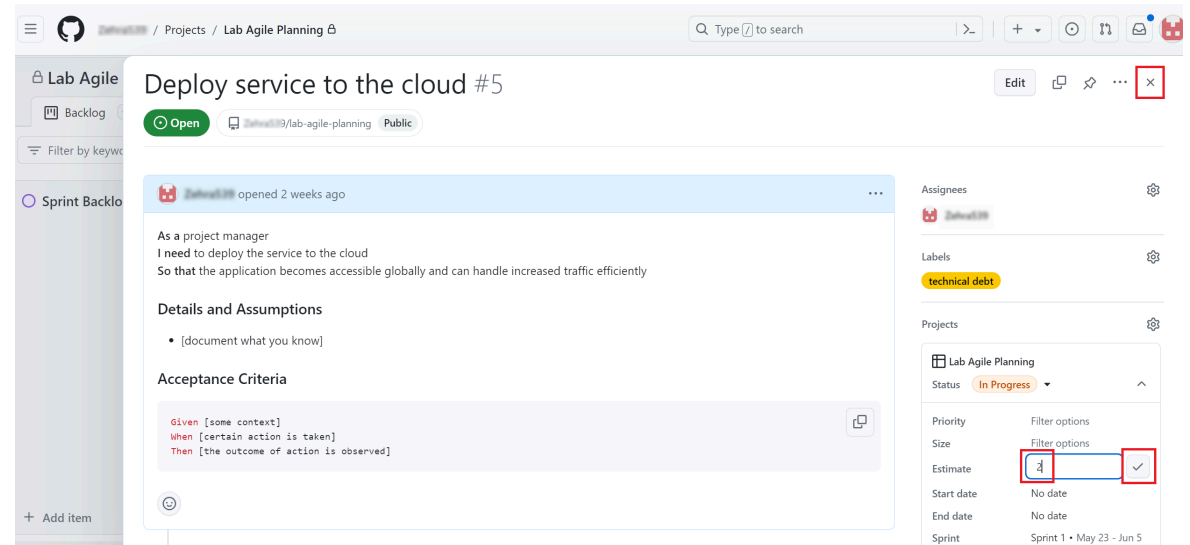 / Projects / Lab Agile Planning
Type / to search
Lab Agile
Backlog
Filter by keywo
Sprint Backlo
Add item
Deploy service to the cloud #5
Edit
Open
9/lab-agile-planning Public
opened 2 weeks ago
As a project manager
I need to deploy the service to the cloud
So that the application becomes accessible globally and can handle increased traffic efficiently
Details and Assumptions
• [document what you know]
Acceptance Criteria
Given [some context]
When [certain action is taken]
Then [the outcome of action is observed]
Assignees
Labels
technical debt
Projects
Lab Agile Planning
Status In Progress
Priority Filter options
Size Filter options
Estimate 2
Start date No date
End date No date
Sprint Sprint 1 • May 23 - Jun 5